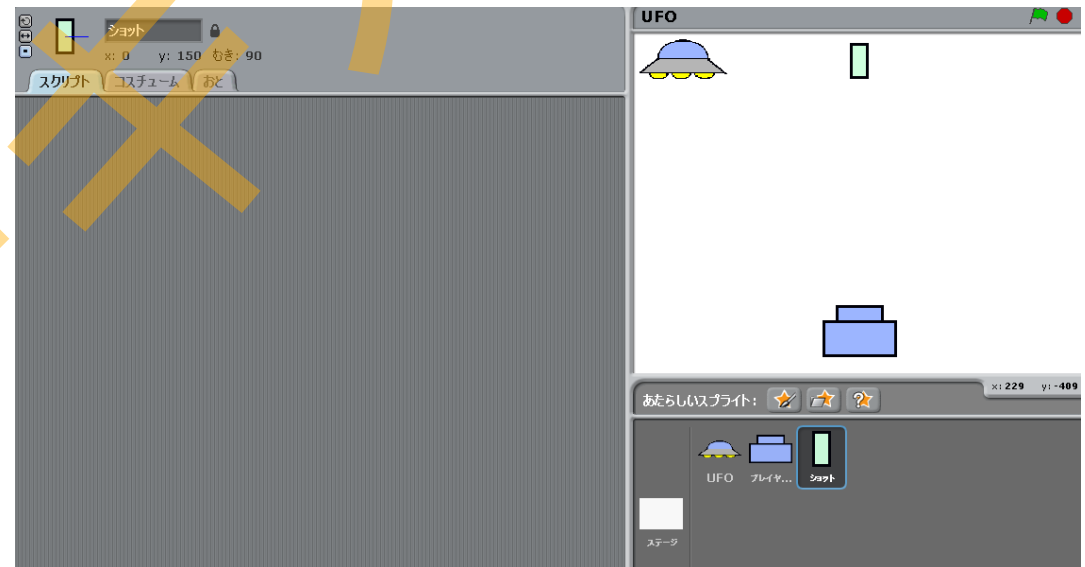 ショット
x: 0 y: 150 むき: 90
スクリプト コスチューム おと
UFO
x: 229 y: -409
あたらしいスプライト:
UFO プレイヤ... ショット
ステージ